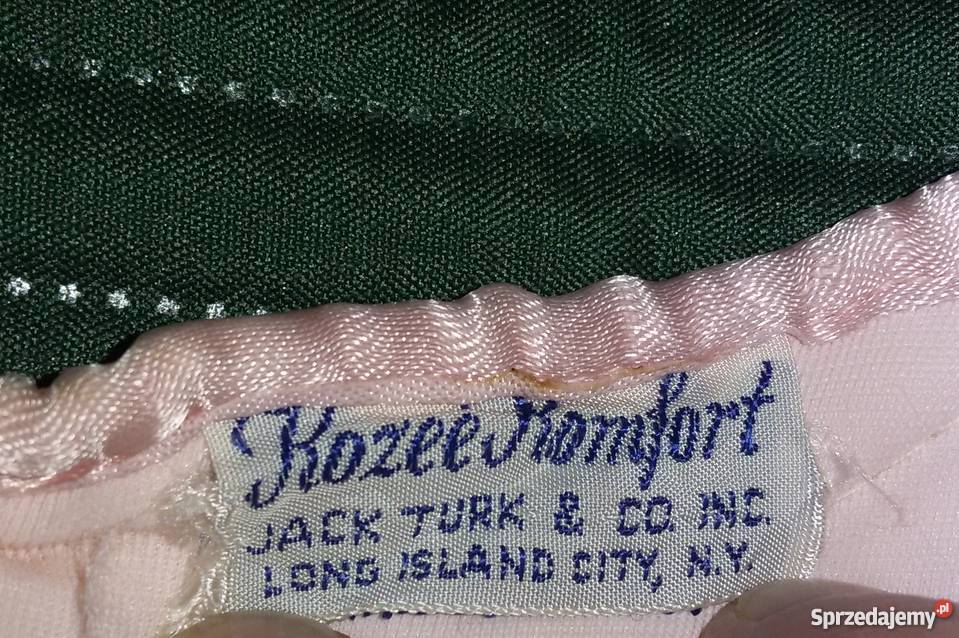 Kozee Komfort
JACK TURK & CO. INC.
LONG ISLAND CITY, N.Y.
Sprzedajemy.pl